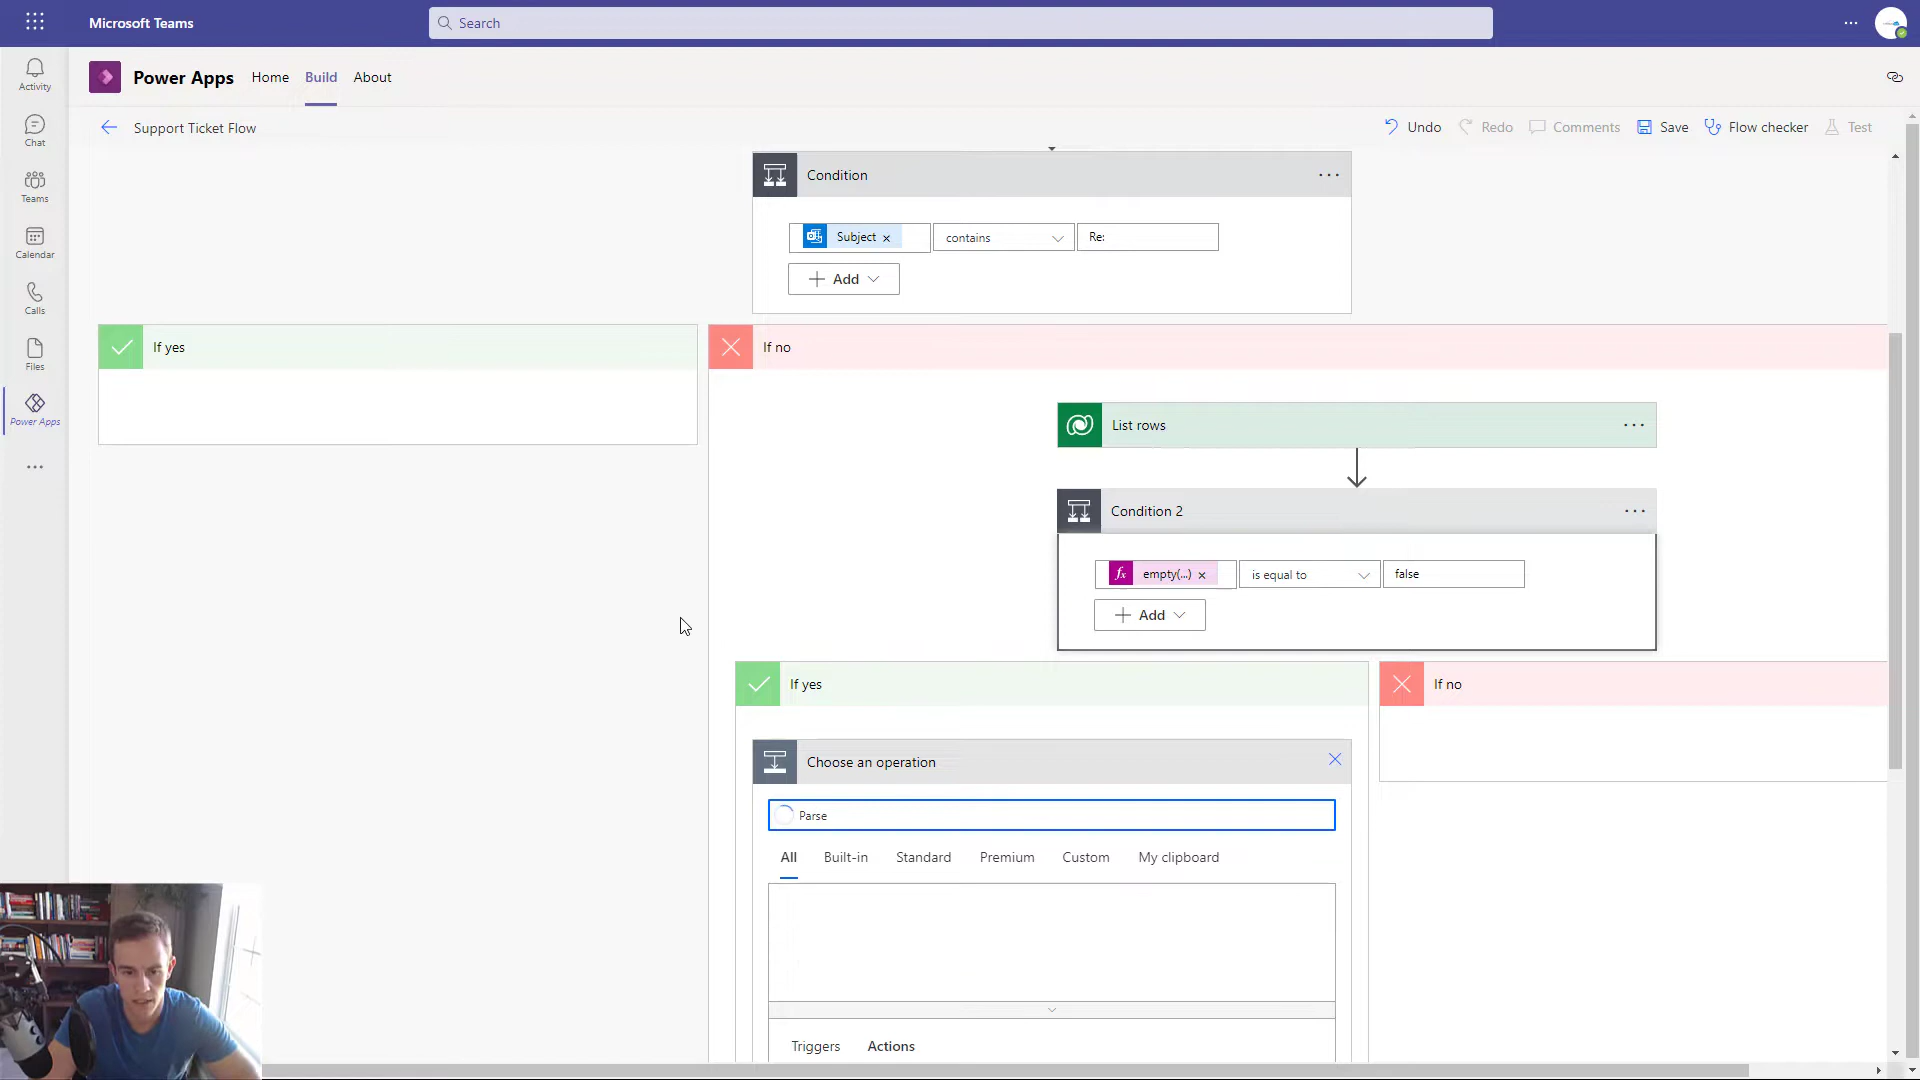 Microsoft Teams
Search
Activity
Chat
Teams
Calendar
Calls
Files
Power Apps
Power Apps
Home
Build
About
Support Ticket Flow
Undo
Redo
Comments
Save
Flow checker
Test
Condition
Subject
contains
Re:
Add
If yes
If no
List rows
Condition 2
empty(...)
is equal to
false
Add
If yes
If no
Choose an operation
Parse
All
Built-in
Standard
Premium
Custom
My clipboard
Triggers
Actions